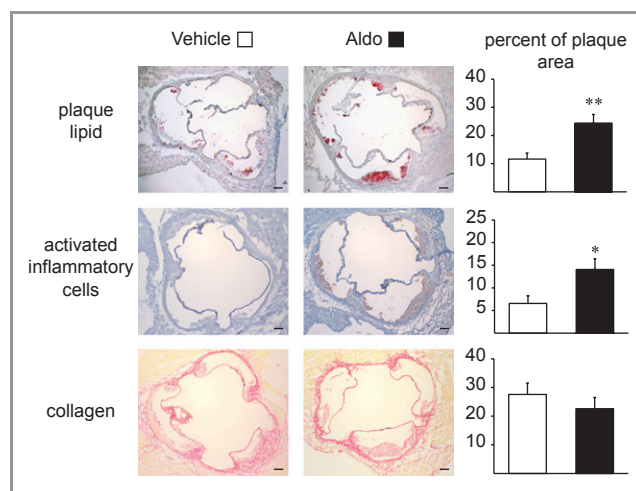 Vehicle
Aldo
percent of plaque
area
plaque
lipid
40
30
20
10
**
activated
inflammatory
cells
25
20
15
10
5
*
collagen
40
30
20
10